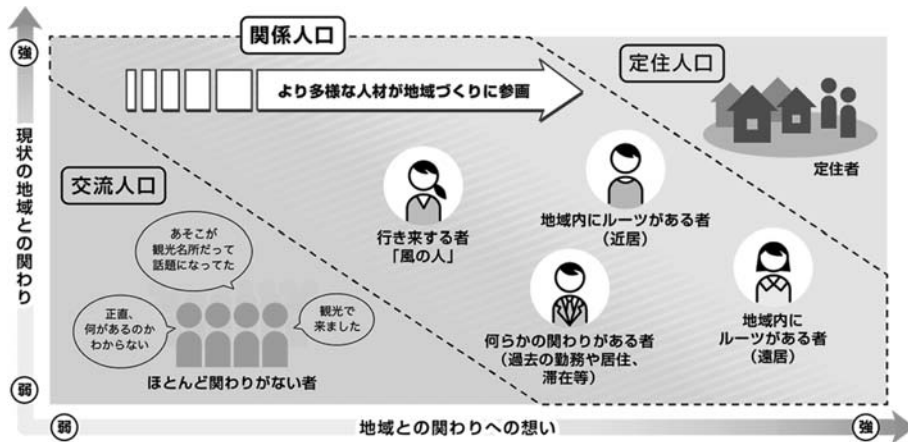 強
関係人口
より多様な人材が地域づくりに参画
定住人口
定住者
現状の地域との関わり
交流人口
あそこが
観光名所だって
話題になってた
正直、
何があるのか
わからない
観光で
来ました
ほとんど関わりがない者
行き来する者
「風の人」
地域内にルーツがある者
(近居)
何らかの関わりがある者
(過去の勤務や居住、
滞在等)
地域内に
ルーツがある者
(遠居)
弱
弱
地域との関わりへの想い
強